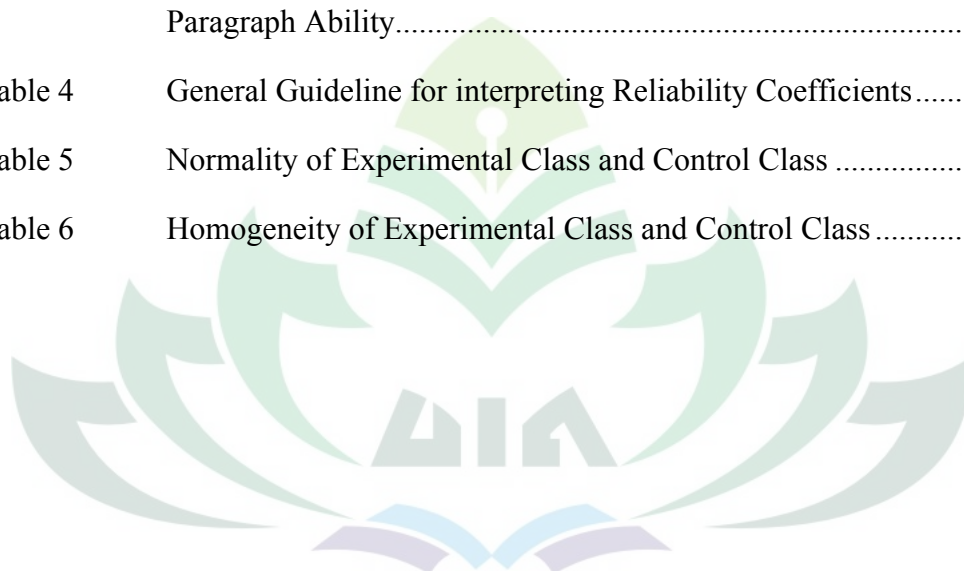 Paragraph Ability...............................................................................
able 4 General Guideline for interpreting Reliability Coefficients.......
able 5 Normality of Experimental Class and Control Class .................
able 6 Homogeneity of Experimental Class and Control Class............
UIN